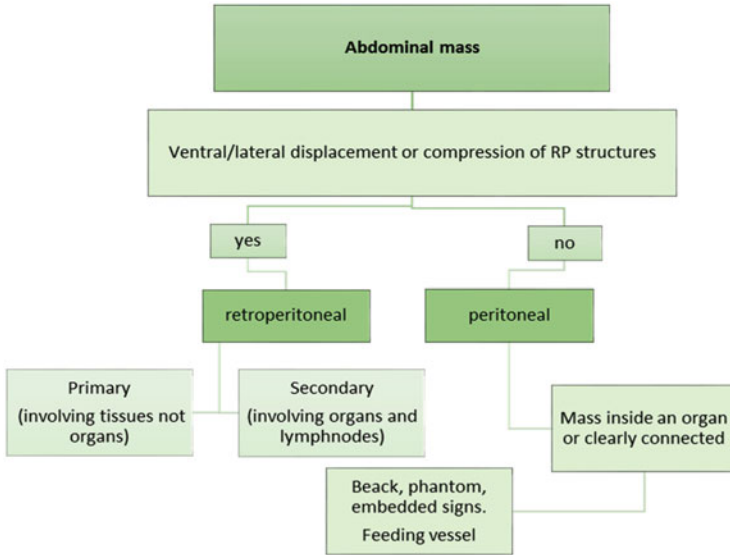 Abdominal mass
Ventral/lateral displacement or compression of RP structures
yes
no
retroperitoneal
peritoneal
Primary
(involving tissues not
organs)
Secondary
(involving organs and
lymphnodes)
Mass inside an organ
or clearly connected
Beack, phantom,
embedded signs.
Feeding vessel